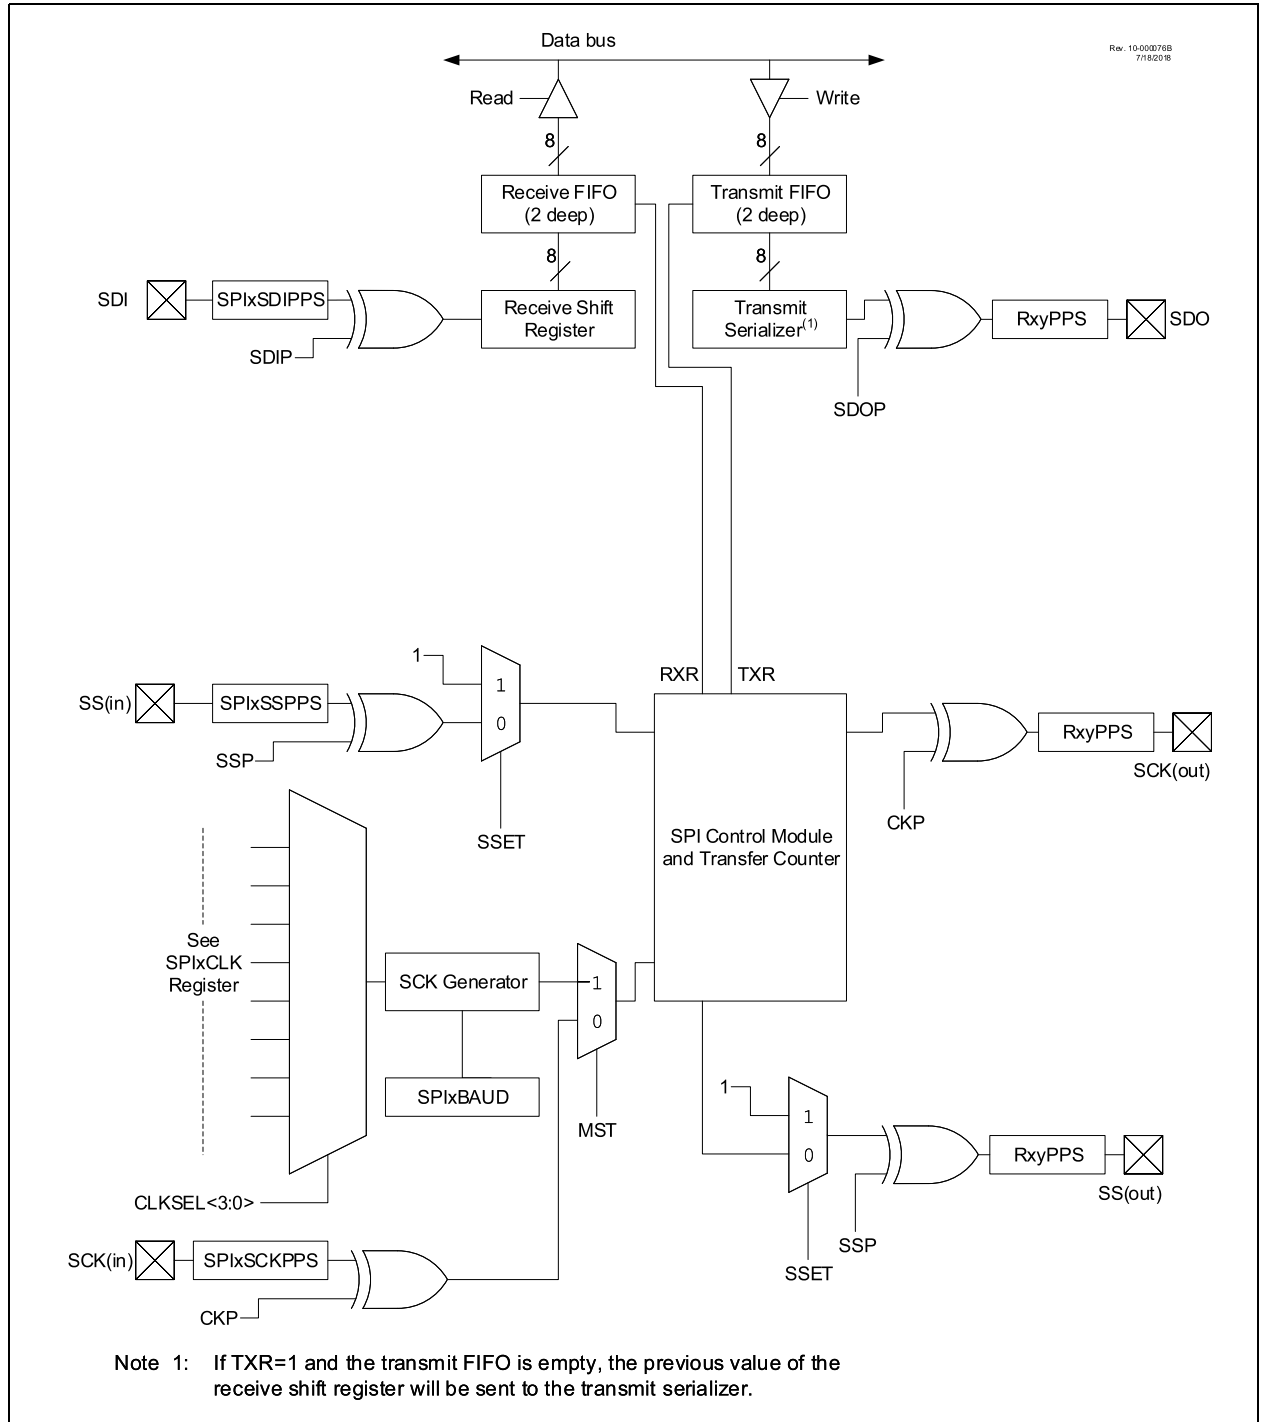 Data bus
Rev. 10-000076B
7/18/2018
Read
Write
8
8
Receive FIFO
(2 deep)
Transmit FIFO
(2 deep)
8
8
SDI
SPIxSDIPPS
SDIP
Receive Shift
Register
Transmit
Serializer(1)
SDOP
RxyPPS
SDO
RXR
TXR
1
SS(in)
SPIxSSPPS
SSP
1
0
SSET
SPI Control Module
and Transfer Counter
CKP
RxyPPS
SCK(out)
See
SPIxCLK
Register
SCK Generator
SPIxBAUD
1
0
MST
CLKSEL<3:0>
1
1
0
SSET
SSP
RxyPPS
SS(out)
SCK(in)
SPIxSCKPPS
CKP
Note 1: If TXR=1 and the transmit FIFO is empty, the previous value of the
receive shift register will be sent to the transmit serializer.